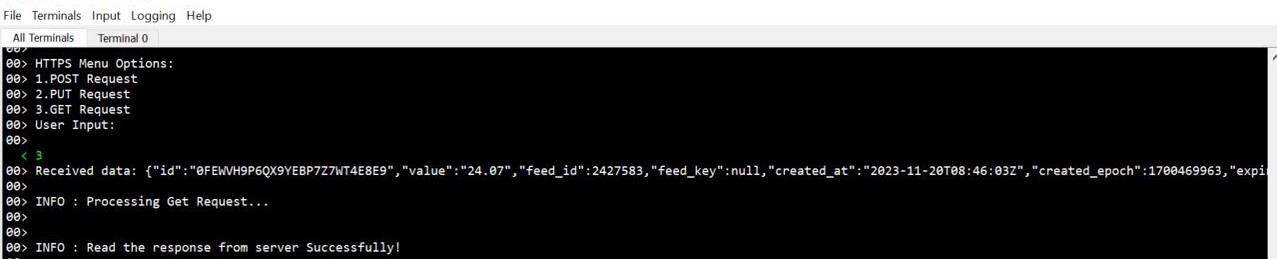 File Terminals Input Logging Help
All Terminals Terminal 0
00>
00> HTTPS Menu Options:
00> 1.POST Request
00> 2.PUT Request
00> 3.GET Request
00> User Input:
00>
< 3
00> Received data: {"id":"0FEWVH9P6QX9YEBP7Z7WT4E8E9","value":"24.07","feed_id":2427583,"feed_key":null,"created_at":"2023-11-20T08:46:03Z","created_epoch":1700469963,"expi
00>
00> INFO : Processing Get Request...
00>
00>
00> INFO : Read the response from server Successfully!